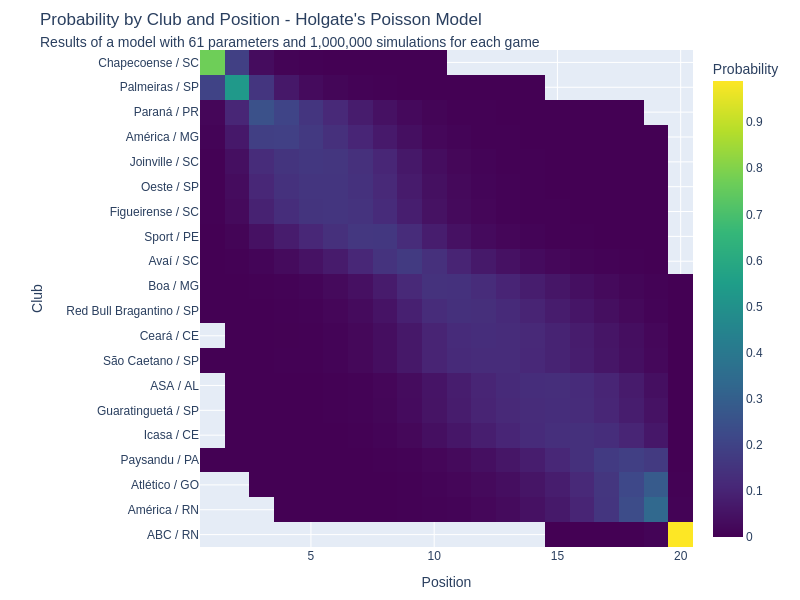 Probability by Club and Position - Holgate's Poisson Model
Results of a model with 61 parameters and 1,000,000 simulations for each game
Probability
Chapecoense / SC
Palmeiras / SP
Paraná / PR
América / MG
Joinville / SC
Oeste / SP
Figueirense / SC
Sport / PE
Avaí / SC
Boa / MG
Red Bull Bragantino / SP
Ceará / CE
São Caetano / SP
ASA / AL
Guaratinguetá / SP
Icasa / CE
Paysandu / PA
Atlético / GO
América / RN
ABC / RN
Club
5
10
15
20
Position
0.9
0.8
0.7
0.6
0.5
0.4
0.3
0.2
0.1
0